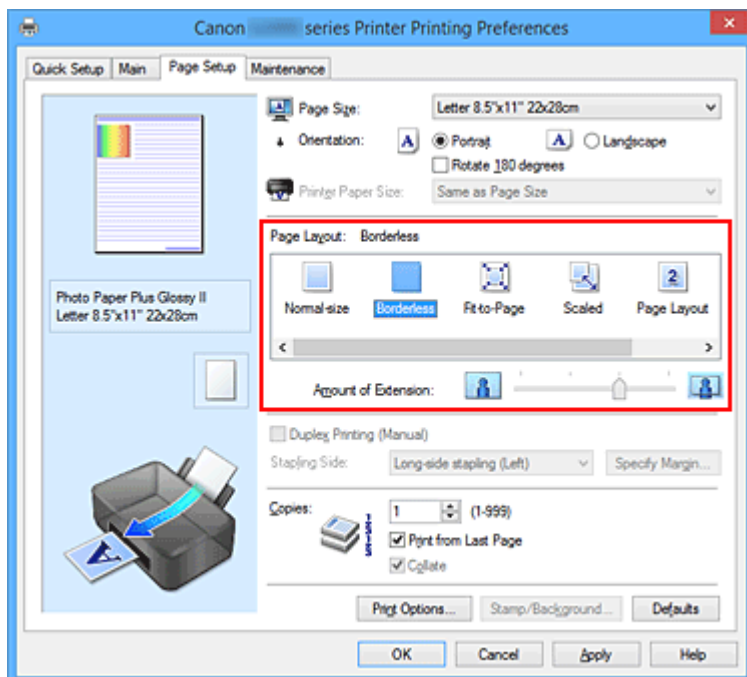 Canon series Printer Printing Preferences
Quick Setup Main Page Setup Maintenance
Page Size: Letter 8.5"x11" 22x28cm
Orientation: A Portrait A Landscape
Rotate 180 degrees
Printer Paper Size: Same as Page Size
Page Layout: Borderless
2
Normal-size Borderless Fit-to-Page Scaled Page Layout
Photo Paper Plus Glossy II
Letter 8.5"x11" 22x28cm
Amount of Extension:
Duplex Printing (Manual)
Stapling Side: Long-side stapling (Left) Specify Margin...
Copies: 1 (1-999)
Print from Last Page
Collate
A
Print Options... Stamp/Background... Defaults
OK Cancel Apply Help